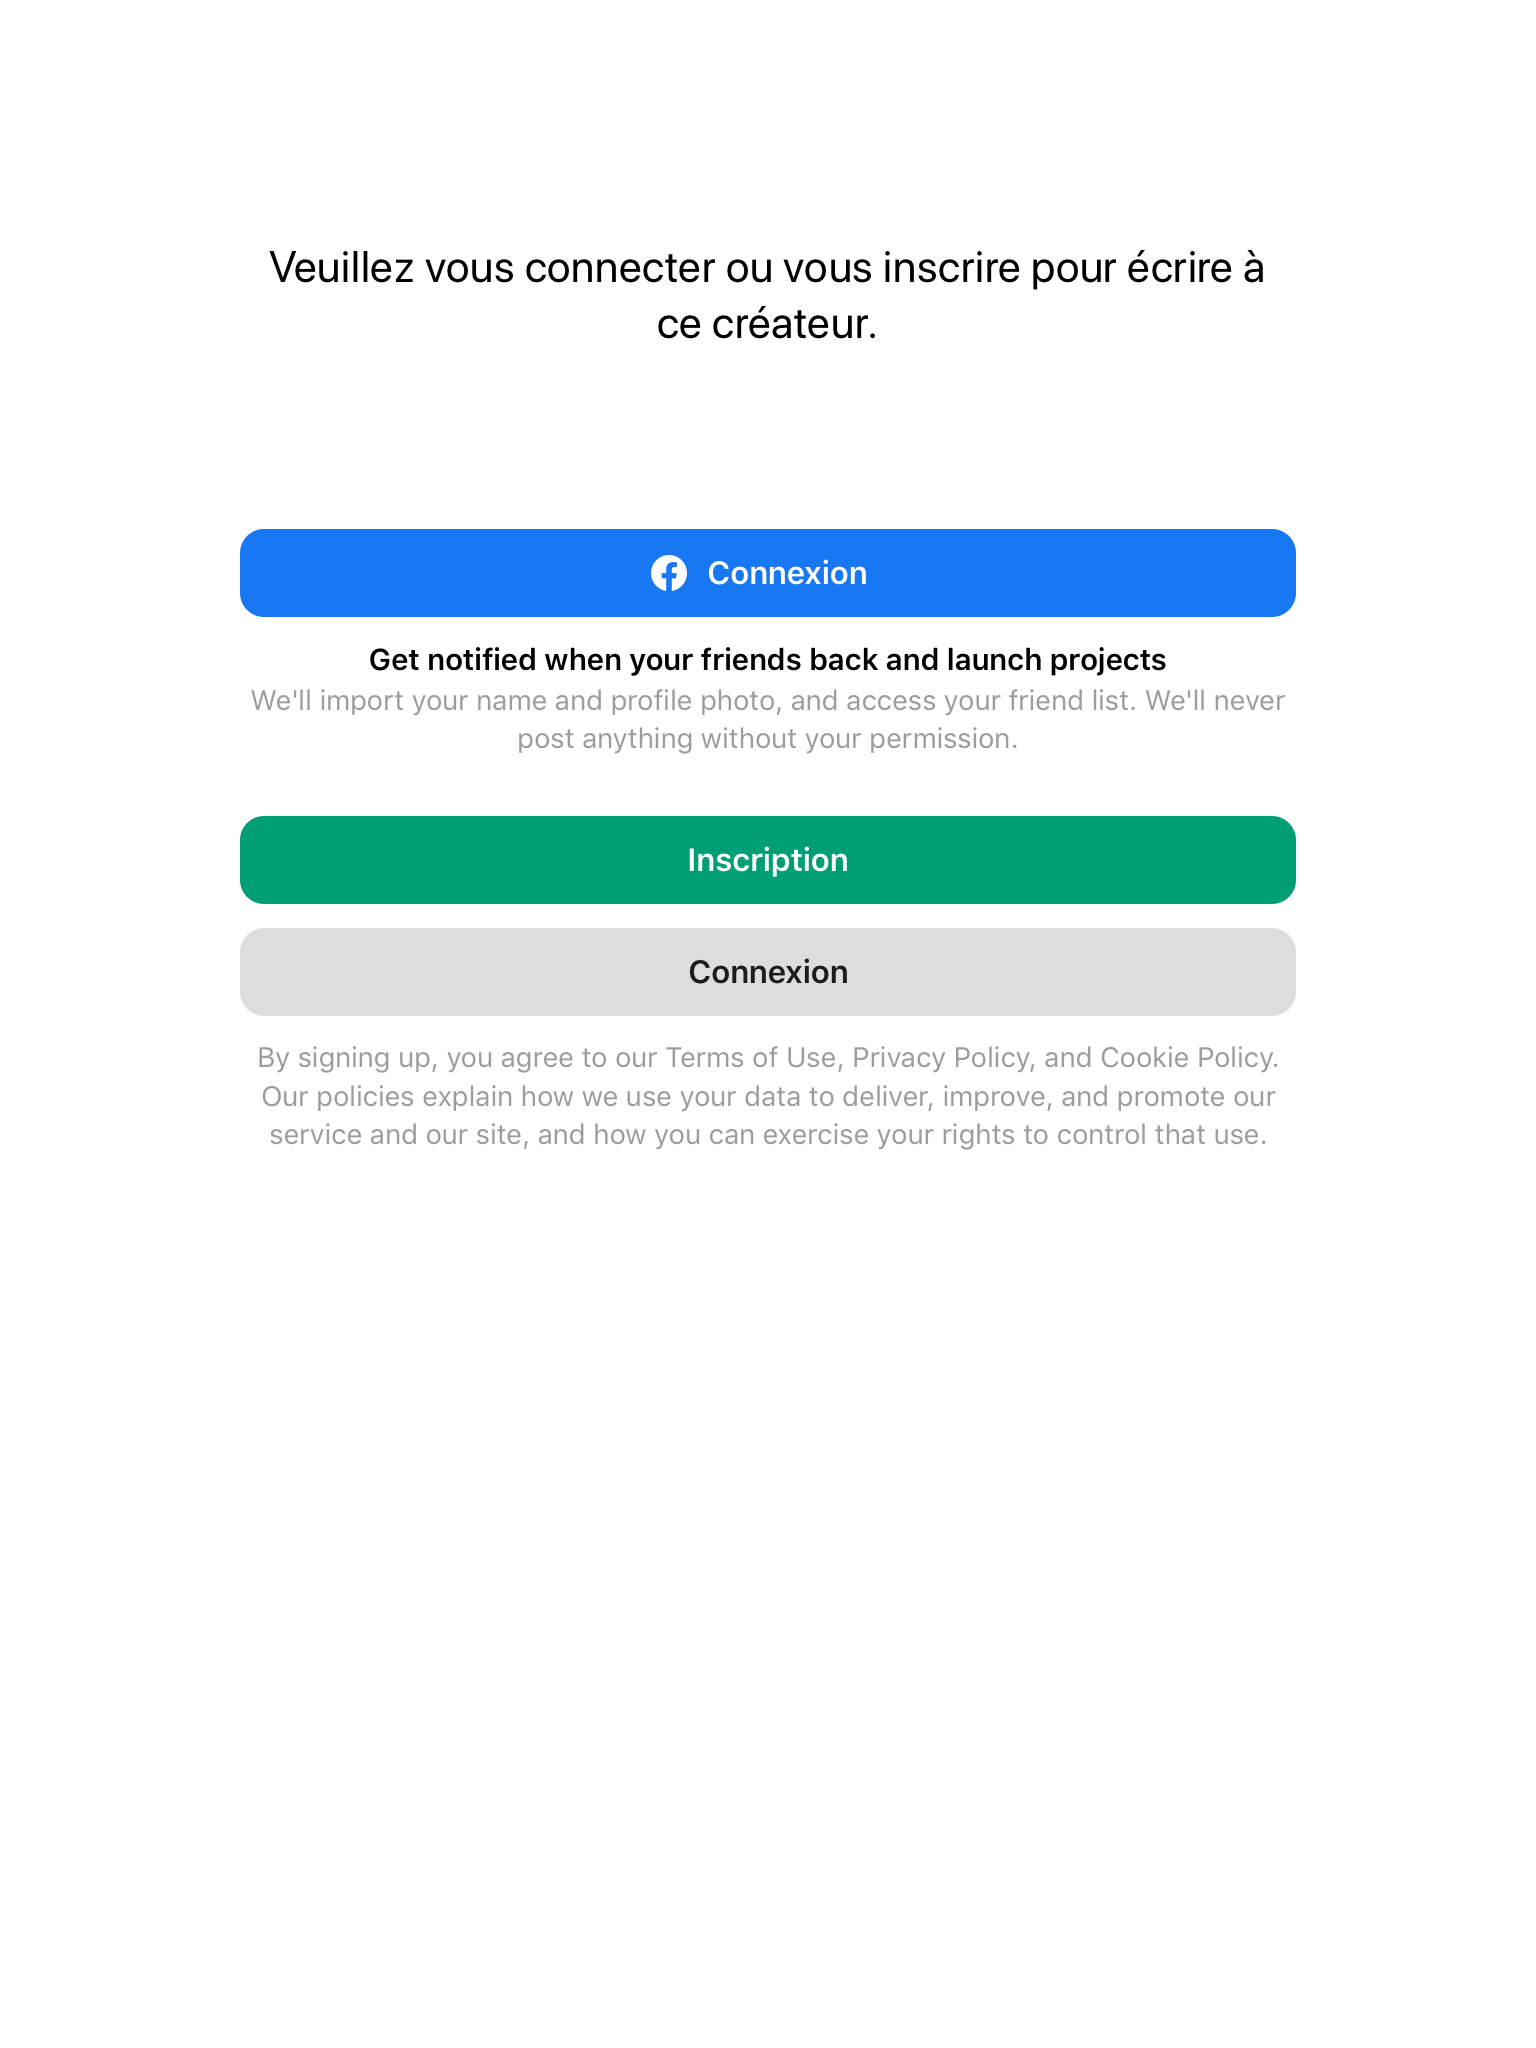 Veuillez vous connecter ou vous inscrire pour écrire à
ce créateur.
Connexion
Get notified when your friends back and launch projects
We'll import your name and profile photo, and access your friend list. We'll never
post anything without your permission.
Inscription
Connexion
By signing up, you agree to our Terms of Use, Privacy Policy, and Cookie Policy.
Our policies explain how we use your data to deliver, improve, and promote our
service and our site, and how you can exercise your rights to control that use.